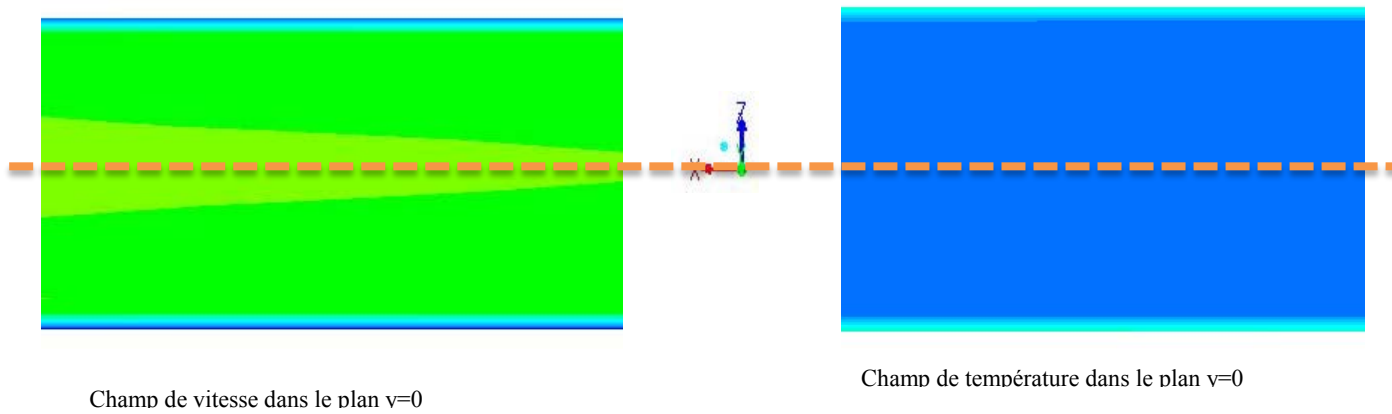 Z
X
Champ de température dans le plan y=0
Champ de vitesse dans le plan y=0